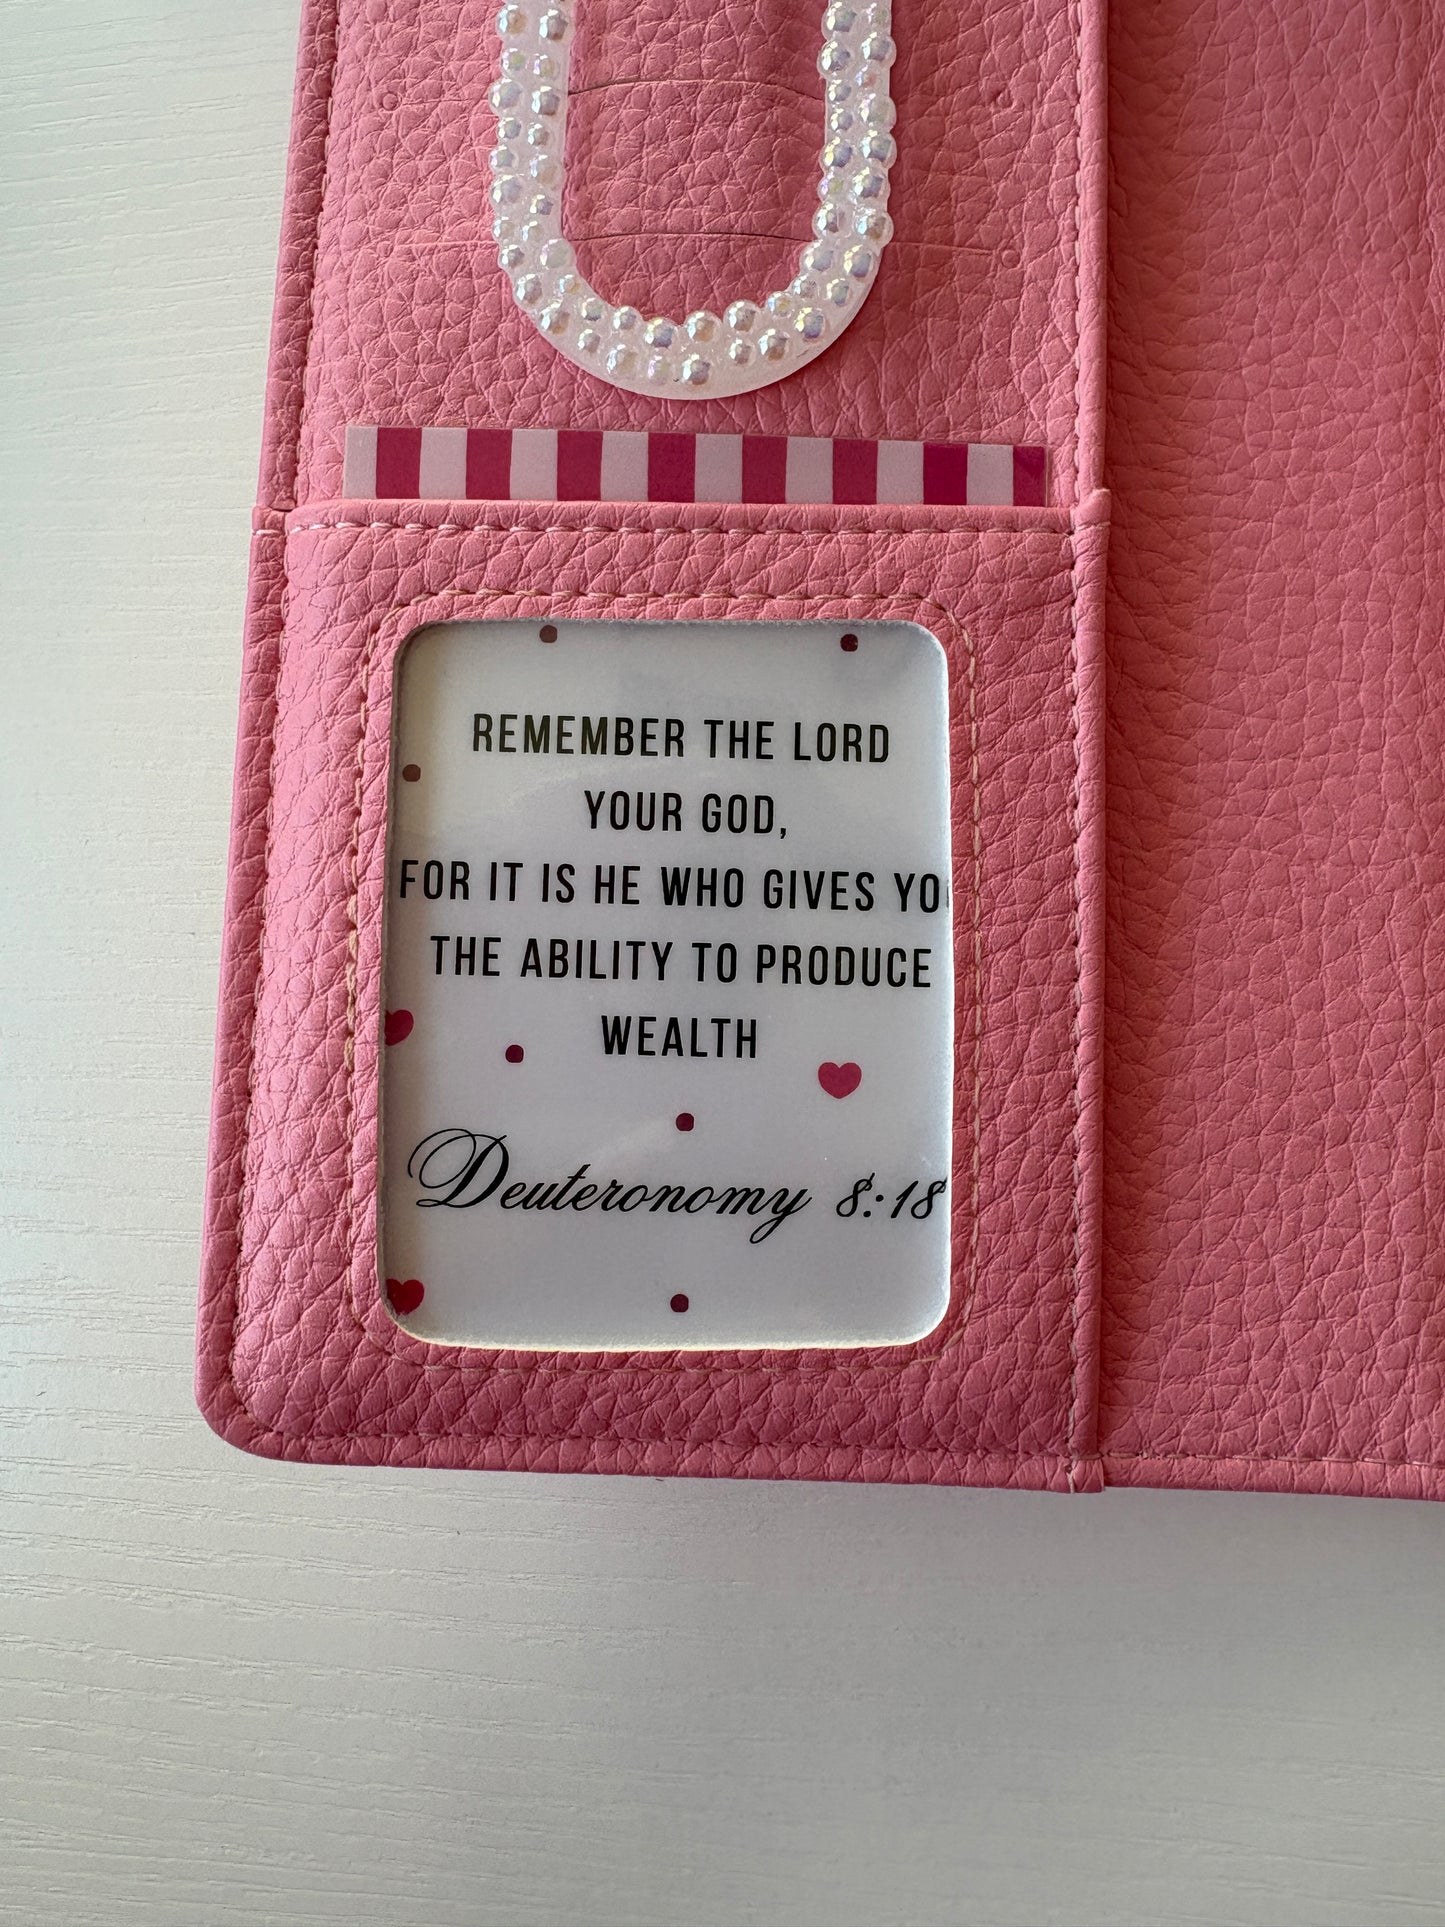 REMEMBER THE LORD
YOUR GOD,
FOR IT IS HE WHO GIVES YOU
THE ABILITY TO PRODUCE
WEALTH
Deuteronomy 8:18